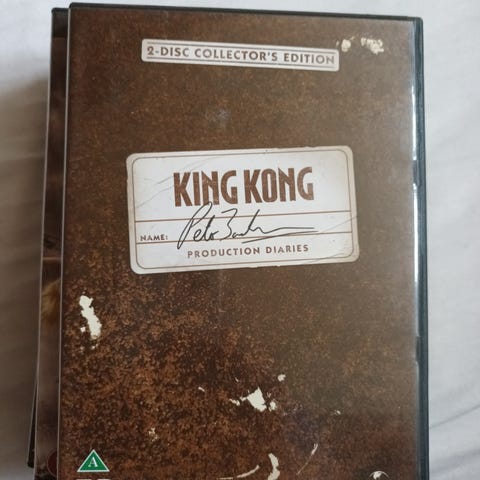 2-DISC COLLECTOR'S EDITION
KING KONG
NAME:
PRODUCTION DIARIES
A